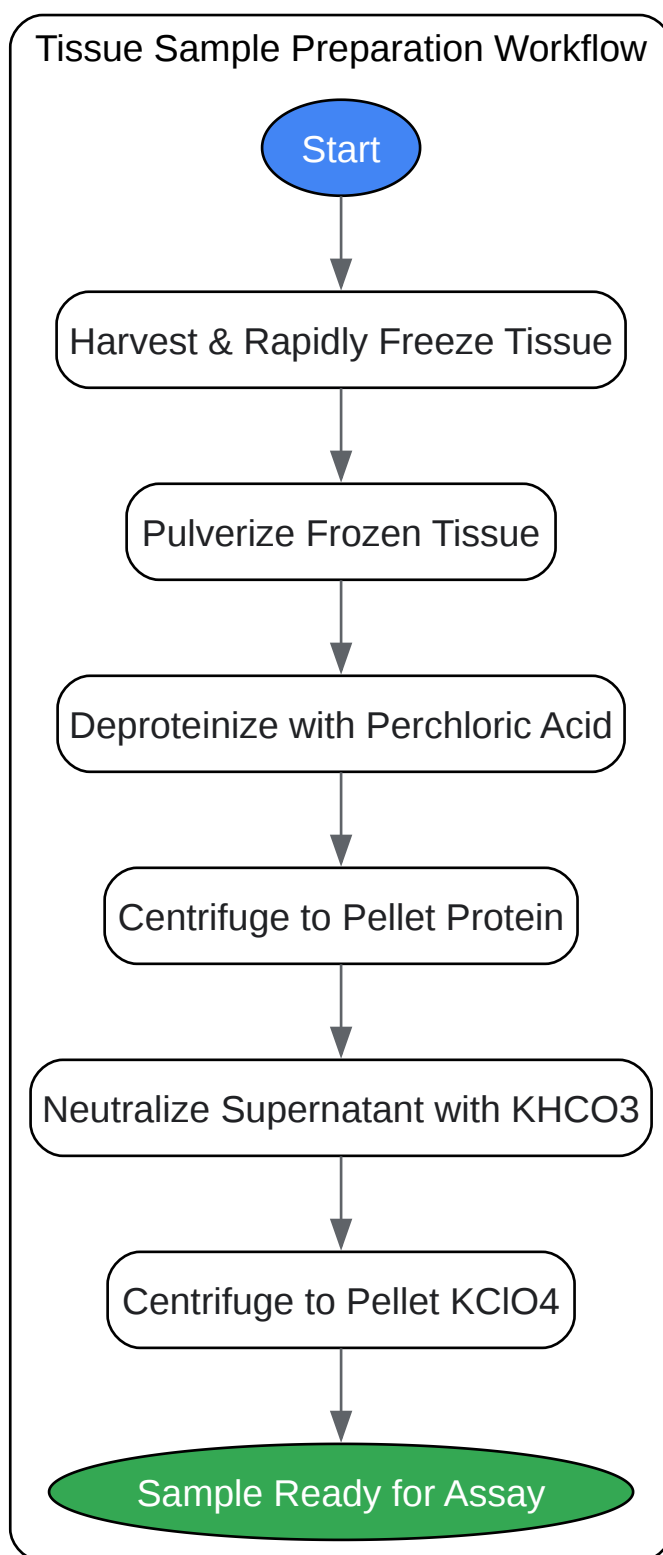 Tissue Sample Preparation Workflow
Start
Harvest & Rapidly Freeze Tissue
Pulverize Frozen Tissue
Deproteinize with Perchloric Acid
Centrifuge to Pellet Protein
Neutralize Supernatant with KHCO3
Centrifuge to Pellet KClO4
Sample Ready for Assay